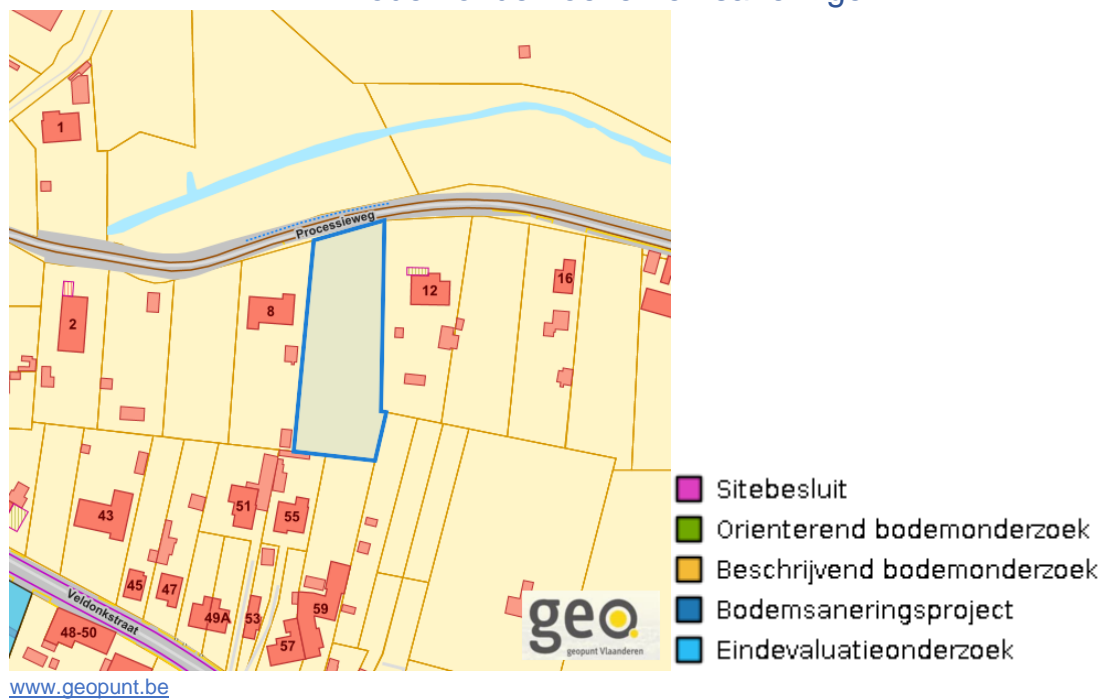 1
Processieweg
12
16
8
2
43
51
55
45
47
49A
53
59
57
48-50
Veldonkstraat
geo.
geopunt Vlaanderen
Sitebesluit
Orienterend bodemonderzoek
Beschrijvend bodemonderzoek
Bodemsaneringsproject
Eindevaluatieonderzoek
www.geopunt.be